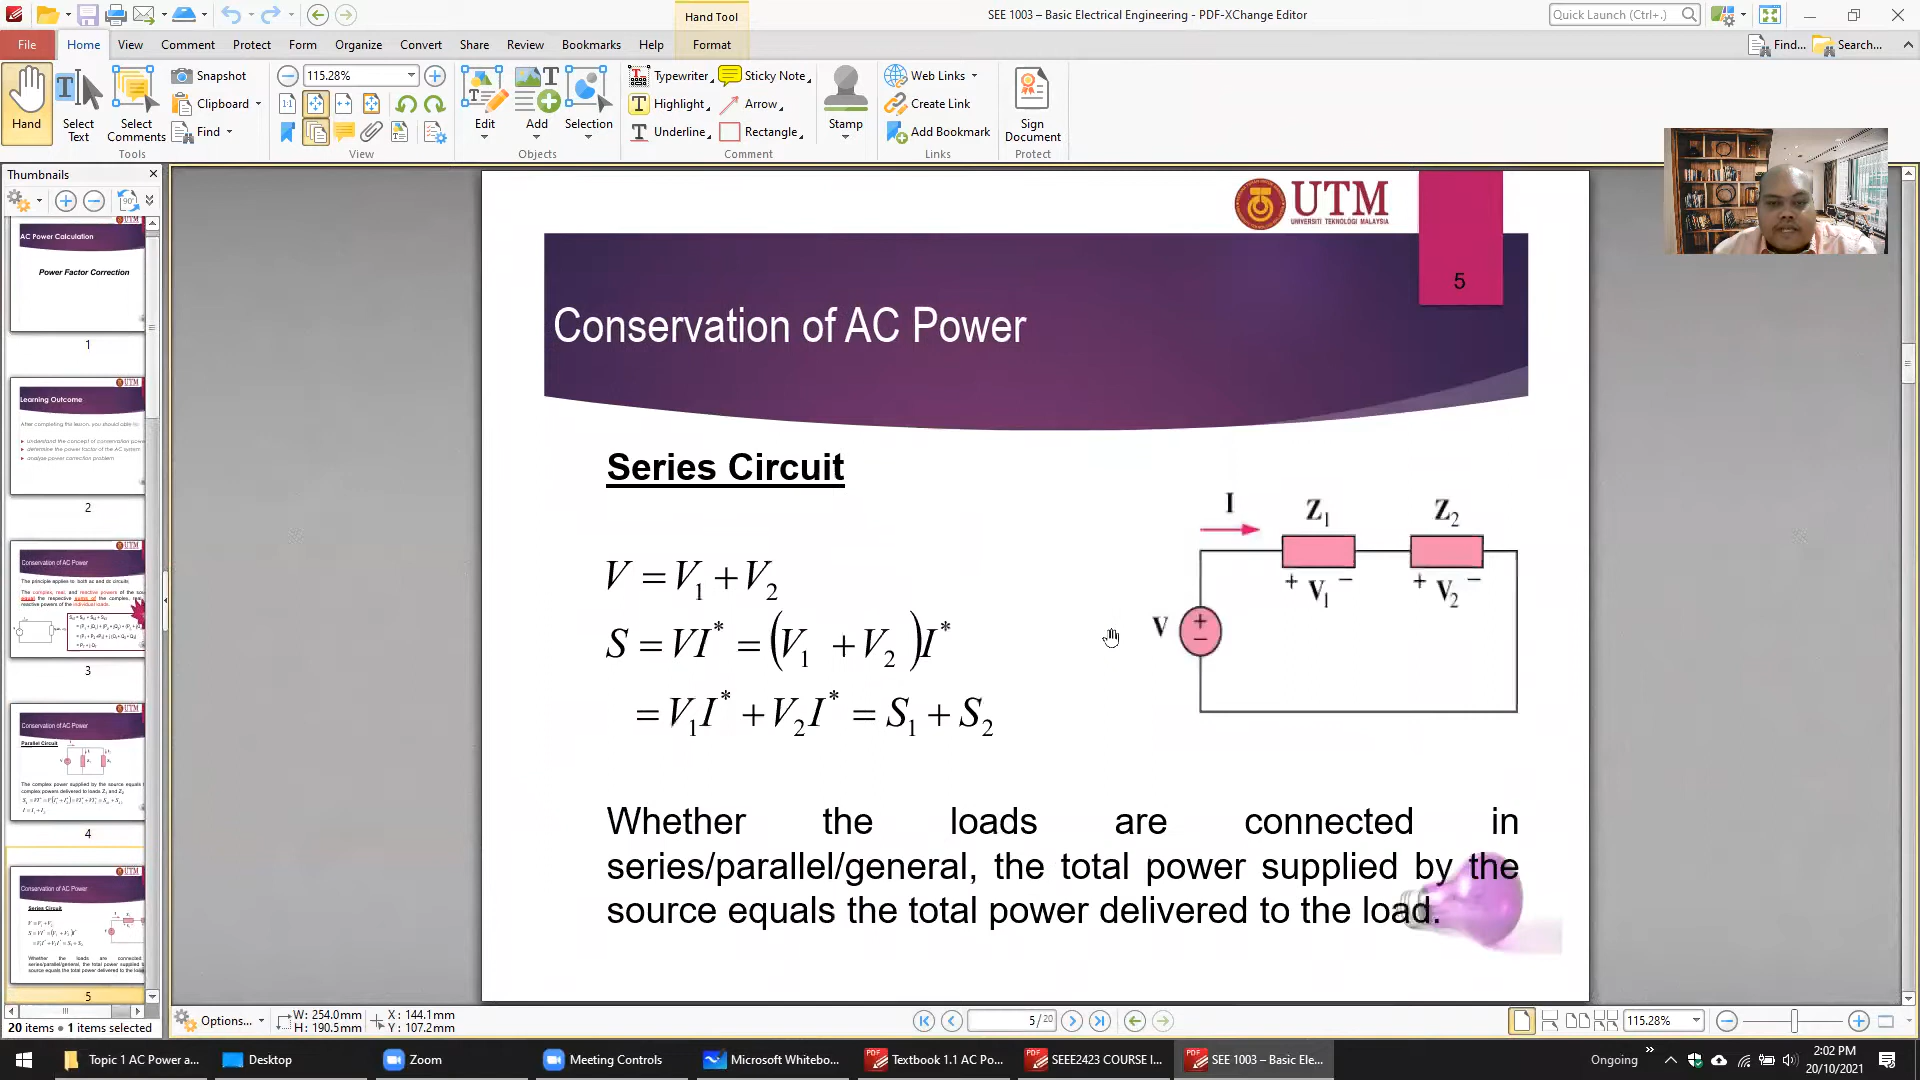 Hand Tool
SEE 1003 – Basic Electrical Engineering - PDF-XChange Editor
Quick Launch (Ctrl+.)
File
Home
View
Comment
Protect
Form
Organize
Convert
Share
Review
Bookmarks
Help
Format
Find...
Search...
Hand
Select Text
Select Comments
Snapshot
Clipboard
Find
Tools
115.28%
View
Edit
Add
Selection
Objects
Typewriter
Highlight
Underline
Sticky Note
Arrow
Rectangle
Stamp
Comment
Web Links
Create Link
Add Bookmark
Links
Sign Document
Protect
Thumbnails
AC Power Calculation
Power Factor Correction
1
Learning Outcome
2
Conservation of AC Power
3
Conservation of AC Power
Parallel Circuit
4
Conservation of AC Power
Series Circuit
5
20 items • 1 items selected
UTM
UNIVERSITI TEKNOLOGI MALAYSIA
5
Conservation of AC Power
Series Circuit
V = V₁ + V₂
S = VI* = (V₁ + V₂)I*
= V₁I* + V₂I* = S₁ + S₂
I
Z₁
Z₂
+ V₁ −
+ V₂ −
V
+
−
Whether the loads are connected in
series/parallel/general, the total power supplied by the
source equals the total power delivered to the load.
Options...
W: 254.0mm
H: 190.5mm
X: 144.1mm
Y: 107.2mm
5/20
115.28%
Topic 1 AC Power a...
Desktop
Zoom
Meeting Controls
Microsoft Whitebo...
Textbook 1.1 AC Po...
SEEE2423 COURSE I...
SEE 1003 – Basic Ele...
Ongoing
2:02 PM
20/10/2021